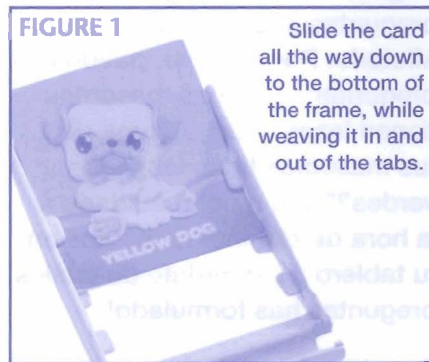 FIGURE 1
Slide the card
all the way down
to the bottom of
the frame, while
weaving it in and
out of the tabs.
YELLOW DOG